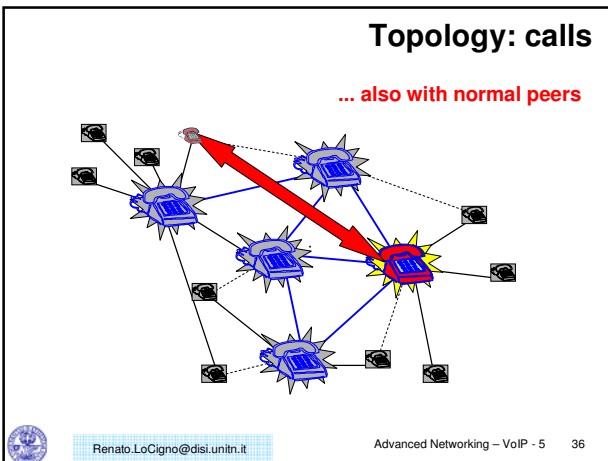 Topology: calls
... also with normal peers
Renato.LoCigno@disi.unitn.it
Advanced Networking – VoIP - 5 36